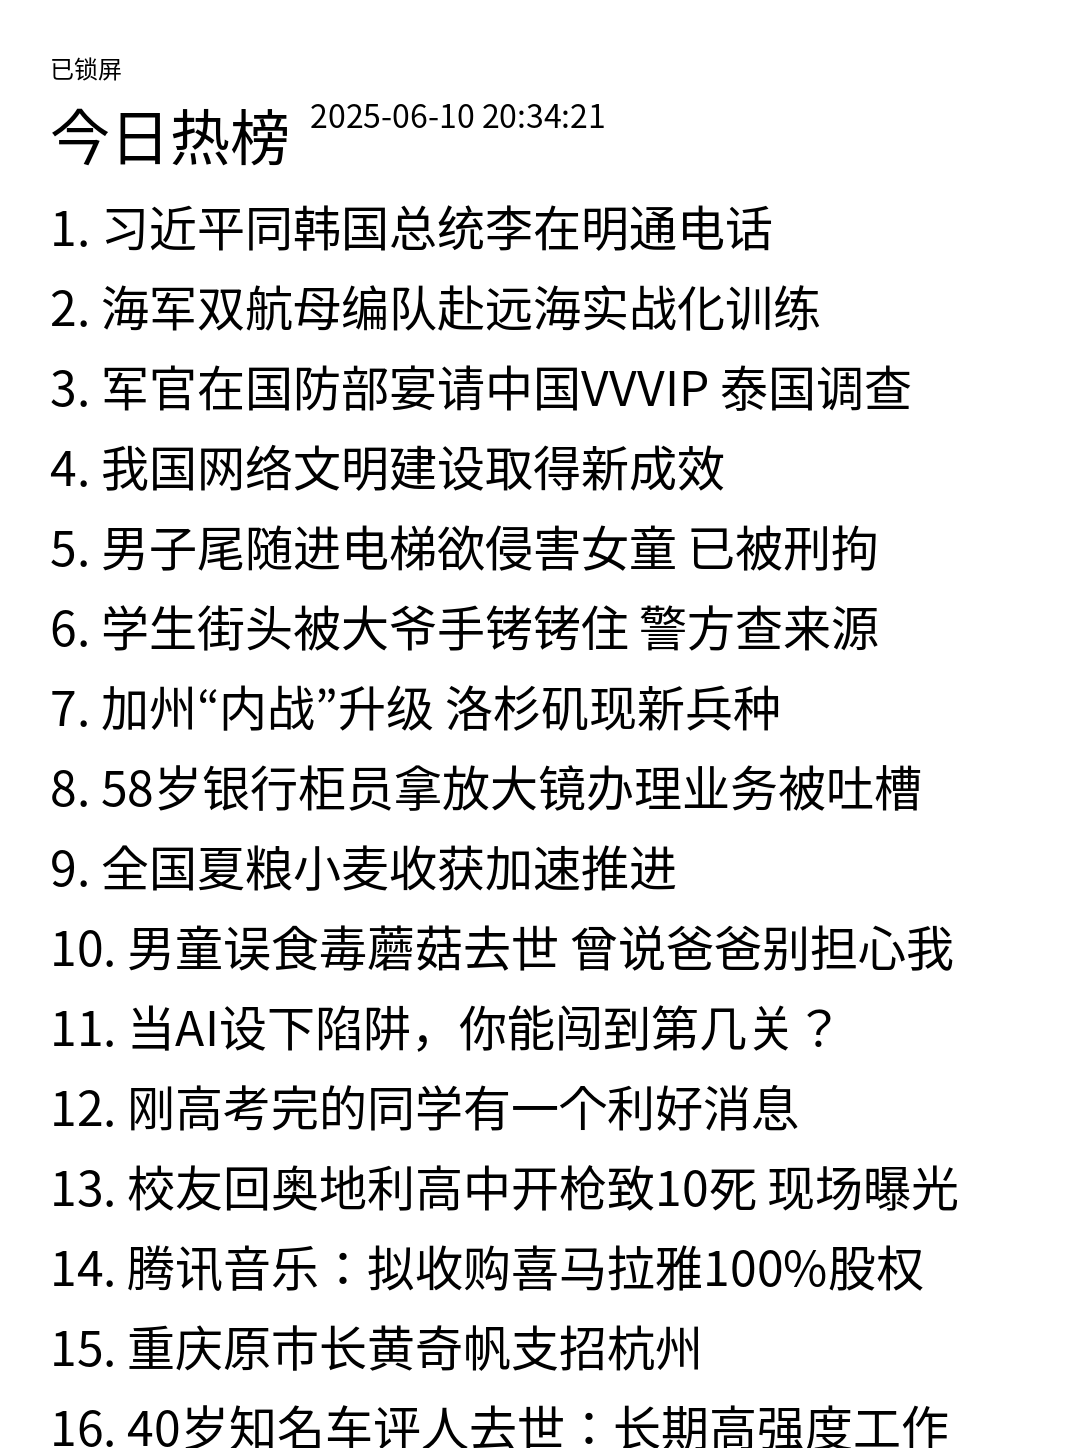 已锁屏
今日热榜 2025-06-10 20:34:21
1. 习近平同韩国总统李在明通电话
2. 海军双航母编队赴远海实战化训练
3. 军官在国防部宴请中国VVVIP 泰国调查
4. 我国网络文明建设取得新成效
5. 男子尾随进电梯欲侵害女童 已被刑拘
6. 学生街头被大爷手铐铐住 警方查来源
7. 加州“内战”升级 洛杉矶现新兵种
8. 58岁银行柜员拿放大镜办理业务被吐槽
9. 全国夏粮小麦收获加速推进
10. 男童误食毒蘑菇去世 曾说爸爸别担心我
11. 当AI设下陷阱，你能闯到第几关？
12. 刚高考完的同学有一个利好消息
13. 校友回奥地利高中开枪致10死 现场曝光
14. 腾讯音乐：拟收购喜马拉雅100%股权
15. 重庆原市长黄奇帆支招杭州
16. 40岁知名车评人去世：长期高强度工作